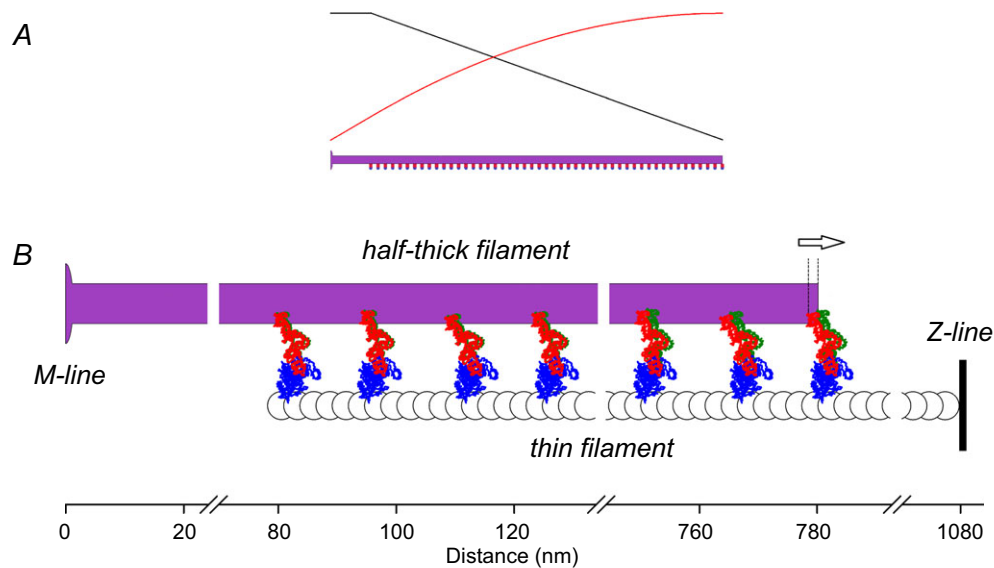 A
B
half-thick filament
M-line
Z-line
thin filament
0 20 80 100 120 760 780 1080
Distance (nm)